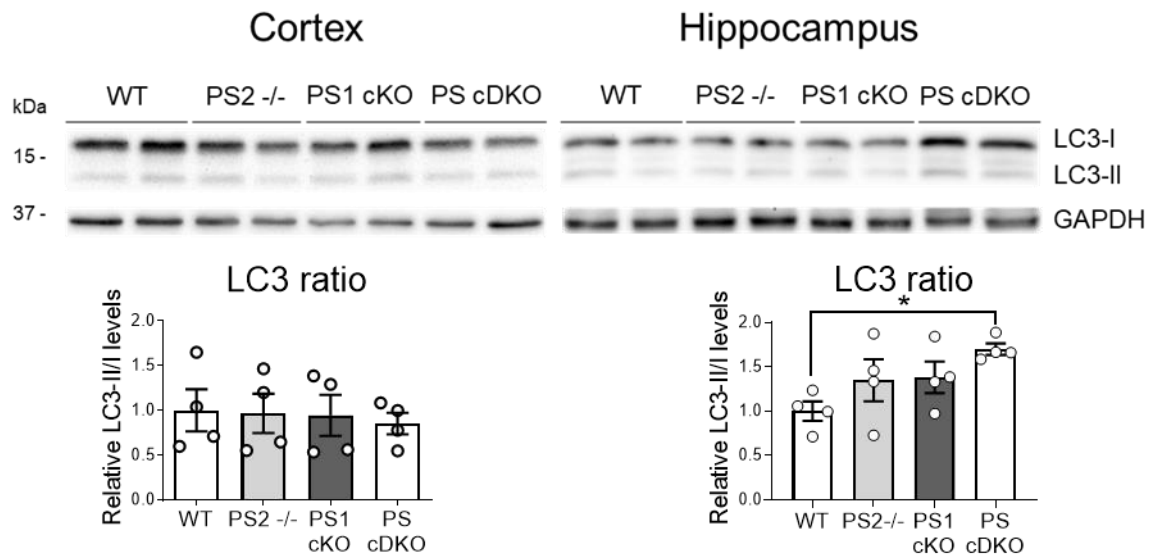 Cortex
Hippocampus
kDa
WT PS2 -/- PS1 cKO PS cDKO
WT PS2 -/- PS1 cKO PS cDKO
15 -
37 -
LC3-I
LC3-II
GAPDH
LC3 ratio
Relative LC3-II/I levels
2.0
1.5
1.0
0.5
0.0
WT PS2 -/- PS1 PS
cKO cDKO
LC3 ratio
*
Relative LC3-II/I levels
2.0
1.5
1.0
0.5
0.0
WT PS2-/- PS1 PS
cKO cDKO